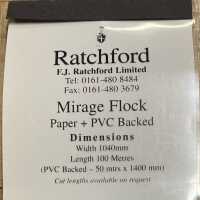 Ratchford
F.J. Ratchford Limited
Tel: 0161-480 8484
Fax: 0161-480 3679
Mirage Flock
Paper + PVC Backed
Dimensions
Width 1040mm
Length 100 Metres
(PVC Backed – 50 mtrs x 1400 mm)
Cut lengths available on request